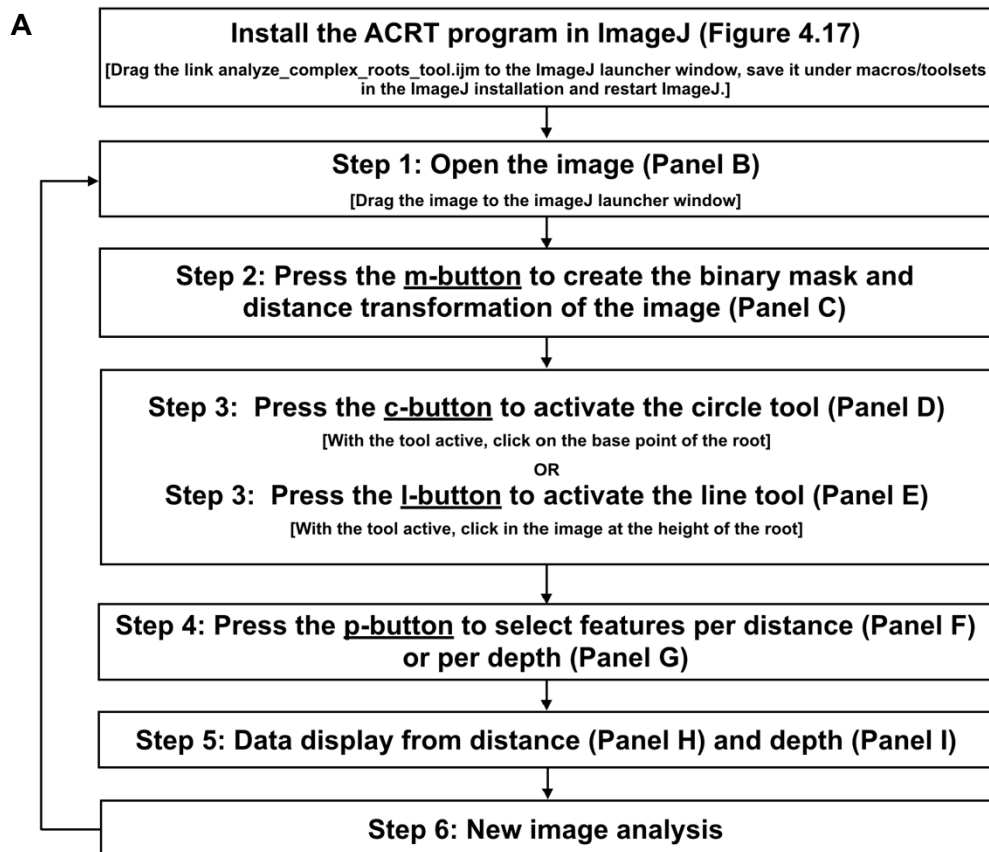 A
Install the ACRT program in ImageJ (Figure 4.17)
[Drag the link analyze_complex_roots_tool.ijm to the ImageJ launcher window, save it under macros/toolsets
in the ImageJ installation and restart ImageJ.]
Step 1: Open the image (Panel B)
[Drag the image to the imageJ launcher window]
Step 2: Press the m-button to create the binary mask and
distance transformation of the image (Panel C)
Step 3: Press the c-button to activate the circle tool (Panel D)
[With the tool active, click on the base point of the root]
OR
Step 3: Press the l-button to activate the line tool (Panel E)
[With the tool active, click in the image at the height of the root]
Step 4: Press the p-button to select features per distance (Panel F)
or per depth (Panel G)
Step 5: Data display from distance (Panel H) and depth (Panel I)
Step 6: New image analysis